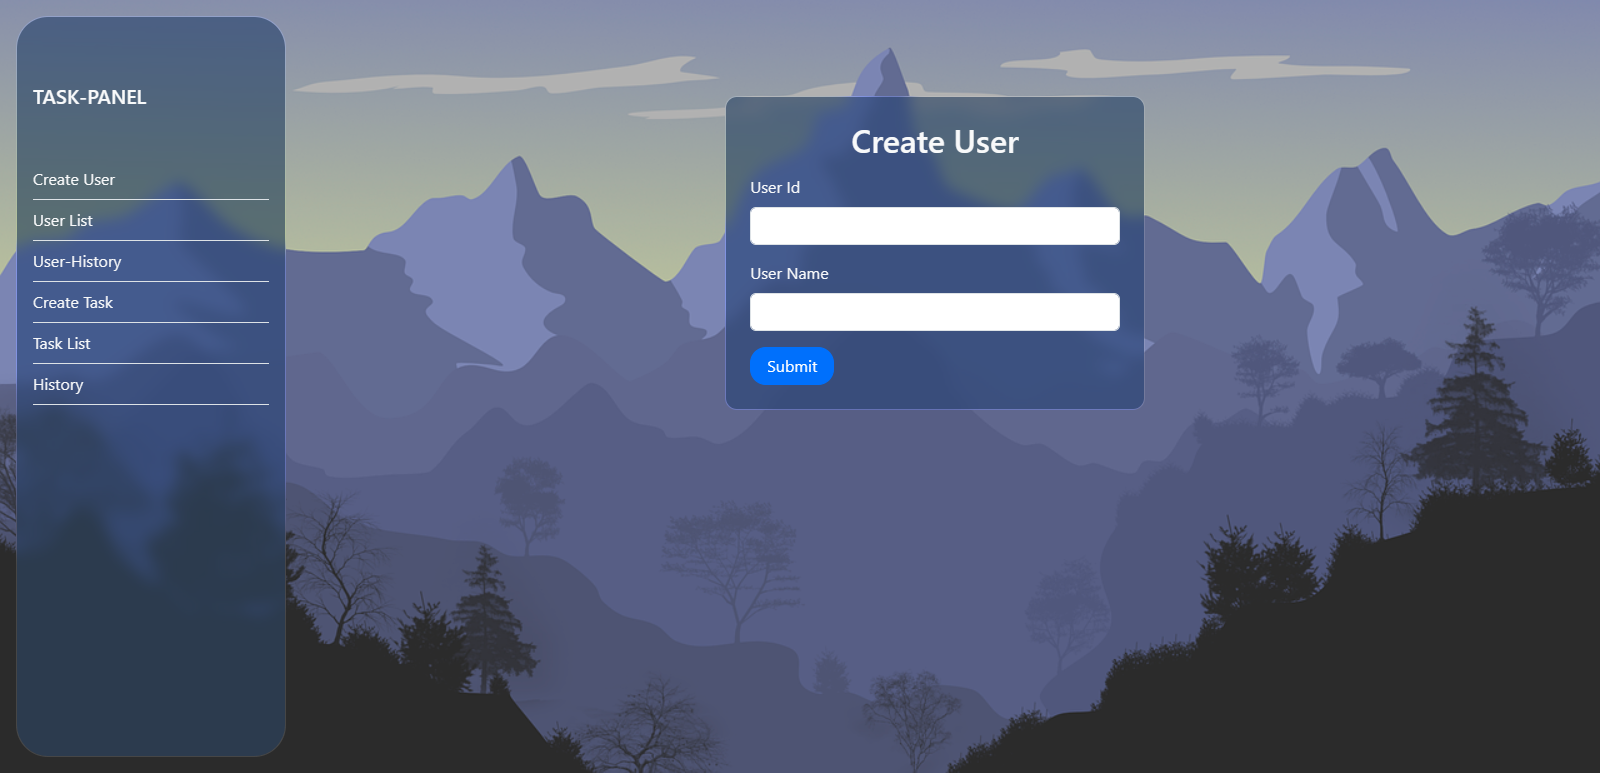 TASK-PANEL
Create User
User List
User-History
Create Task
Task List
History
Create User
User Id
User Name
Submit